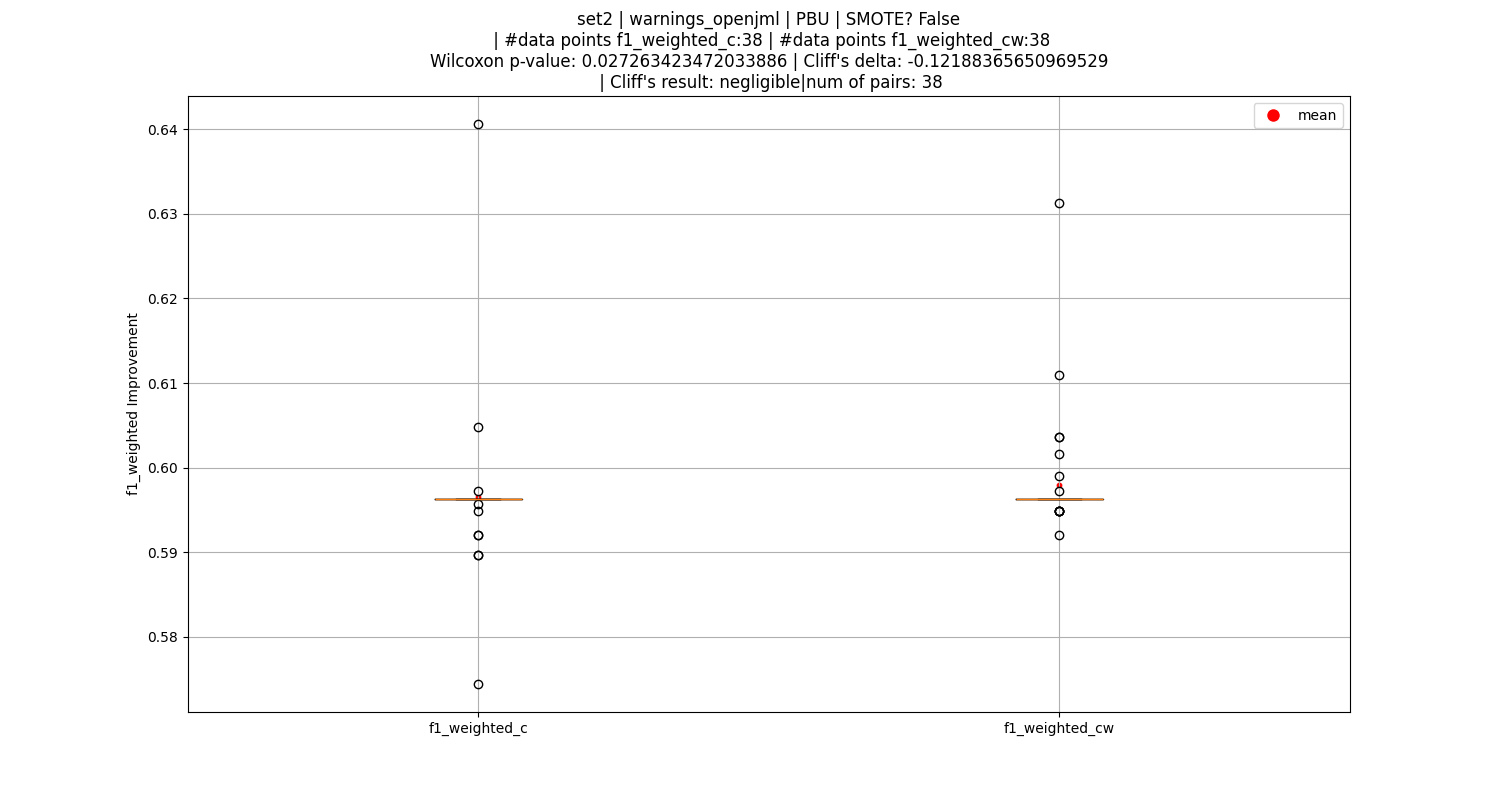 set2 | warnings_openjml | PBU | SMOTE? False
| #data points f1_weighted_c:38 | #data points f1_weighted_cw:38
Wilcoxon p-value: 0.027263423472033886 | Cliff's delta: -0.12188365650969529
| Cliff's result: negligible|num of pairs: 38
mean
0.64
0.63
0.62
0.61
0.60
0.59
0.58
f1_weighted Improvement
f1_weighted_c
f1_weighted_cw